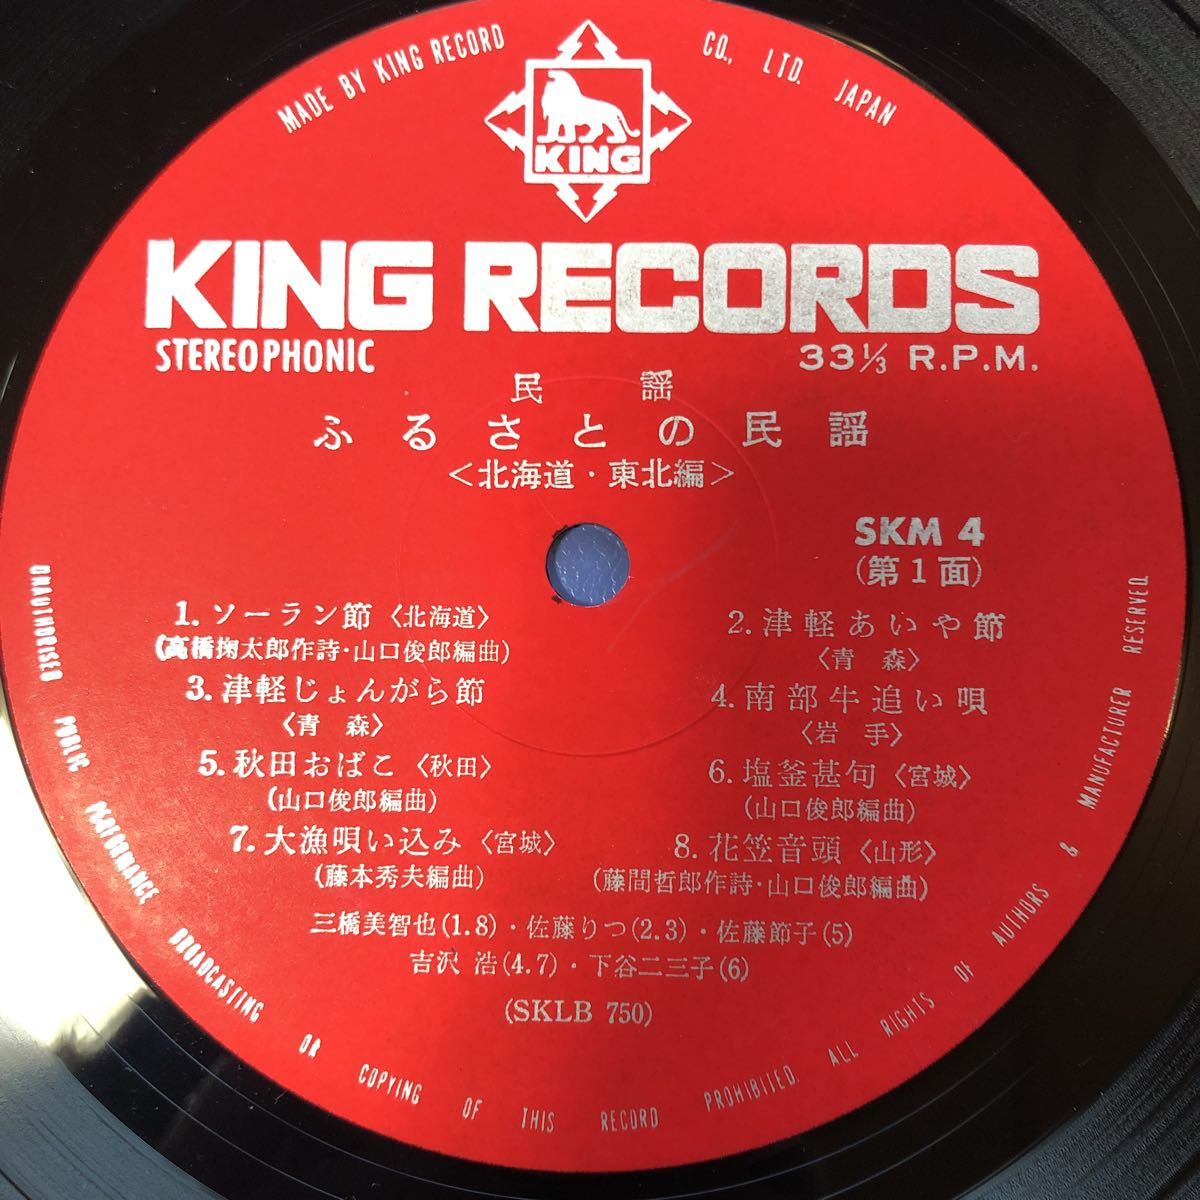 MADE BY KING RECORD CO., LTD. JAPAN
KING
KING RECORDS
STEREOPHONIC
33⅓ R.P.M.
民謡
ふるさとの民謡
<北海道・東北編>
SKM 4
(第1面)
1. ソーラン節〈北海道〉
(高橋掬太郎作詩・山口俊郎編曲)
2. 津軽あいや節
〈青森〉
3. 津軽じょんがら節
〈青森〉
4. 南部牛追い唄
〈岩手〉
5. 秋田おばこ〈秋田〉
(山口俊郎編曲)
6. 塩釜甚句〈宮城〉
(山口俊郎編曲)
7. 大漁唄い込み〈宮城〉
(藤本秀夫編曲)
8. 花笠音頭〈山形〉
(藤間哲郎作詩・山口俊郎編曲)
三橋美智也(1.8)・佐藤りつ(2.3)・佐藤節子(5)
吉沢 浩(4.7)・下谷二三子(6)
(SKLB 750)
UNAUTHORISED PUBLIC PERFORMANCE BROADCASTING OR COPYING OF THIS RECORD PROHIBITED. ALL RIGHTS OF AUTHORS & MANUFACTURER RESERVED.